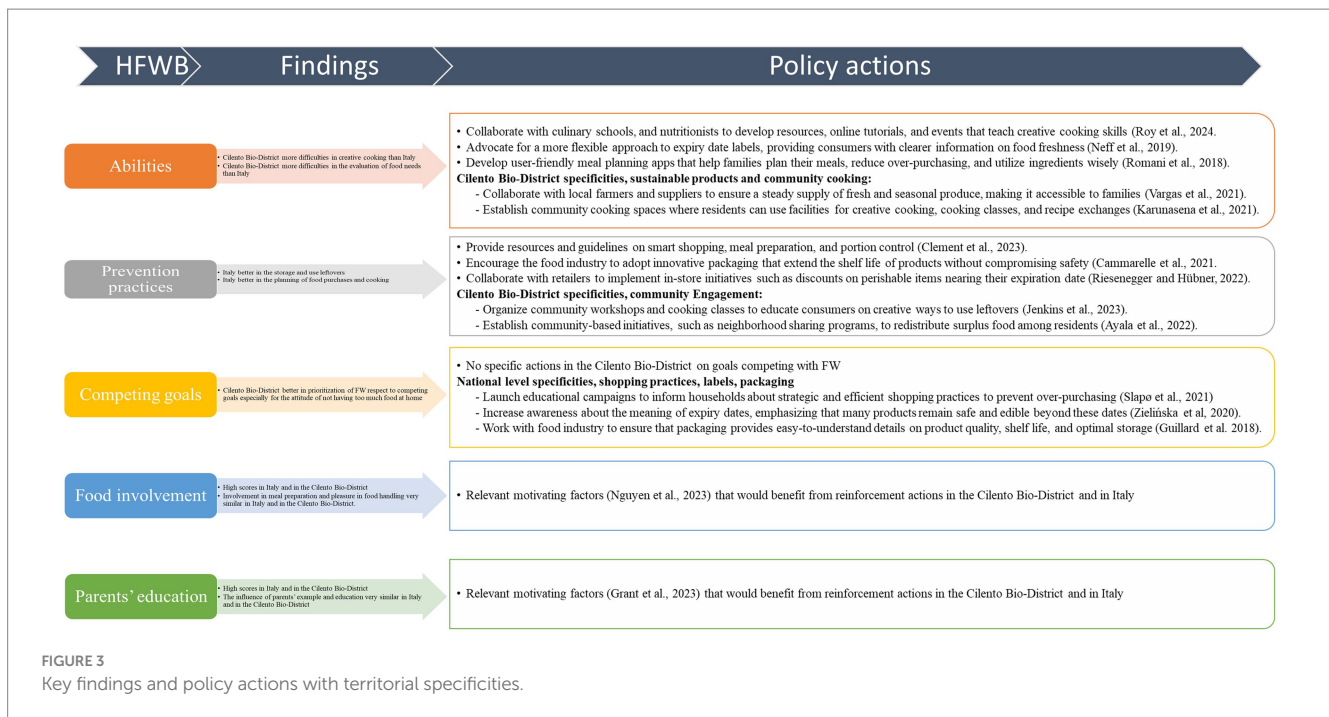 HFWB
Findings
Policy actions
Abilities
• Cilento Bio-District more difficulties in creative cooking than Italy
• Cilento Bio-District more difficulties in the evaluation of food needs
than Italy
• Collaborate with culinary schools, and nutritionists to develop resources, online tutorials, and events that teach creative cooking skills (Roy et al., 2024.
• Advocate for a more flexible approach to expiry date labels, providing consumers with clearer information on food freshness (Neff et al., 2019).
• Develop user-friendly meal planning apps that help families plan their meals, reduce over-purchasing, and utilize ingredients wisely (Romani et al., 2018).
Cilento Bio-District specificities, sustainable products and community cooking:
- Collaborate with local farmers and suppliers to ensure a steady supply of fresh and seasonal produce, making it accessible to families (Vargas et al., 2021).
- Establish community cooking spaces where residents can use facilities for creative cooking, cooking classes, and recipe exchanges (Karunasena et al., 2021).
Prevention
practices
• Italy better in the storage and use leftovers
• Italy better in the planning of food purchases and cooking
• Provide resources and guidelines on smart shopping, meal preparation, and portion control (Clement et al., 2023).
• Encourage the food industry to adopt innovative packaging that extend the shelf life of products without compromising safety (Cammarelle et al., 2021.
• Collaborate with retailers to implement in-store initiatives such as discounts on perishable items nearing their expiration date (Riesenegger and Hübner, 2022).
Cilento Bio-District specificities, community Engagement:
- Organize community workshops and cooking classes to educate consumers on creative ways to use leftovers (Jenkins et al., 2023).
- Establish community-based initiatives, such as neighborhood sharing programs, to redistribute surplus food among residents (Ayala et al., 2022).
Competing goals
• Cilento Bio-District better in prioritization of FW respect to competing
goals especially for the attitude of not having too much food at home
• No specific actions in the Cilento Bio-District on goals competing with FW
National level specificities, shopping practices, labels, packaging
- Launch educational campaigns to inform households about strategic and efficient shopping practices to prevent over-purchasing (Slapo et al., 2021)
- Increase awareness about the meaning of expiry dates, emphasizing that many products remain safe and edible beyond these dates (Zielińska et al, 2020).
- Work with food industry to ensure that packaging provides easy-to-understand details on product quality, shelf life, and optimal storage (Guillard et al. 2018).
Food involvement
• High scores in Italy and in the Cilento Bio-District
• Involvement in meal preparation and pleasure in food handling very
similar in Italy and in the Cilento Bio-District.
• Relevant motivating factors (Nguyen et al., 2023) that would benefit from reinforcement actions in the Cilento Bio-District and in Italy
Parents' education
• High scores in Italy and in the Cilento Bio-District
• The influence of parents' example and education very similar in Italy
and in the Cilento Bio-District
• Relevant motivating factors (Grant et al., 2023) that would benefit from reinforcement actions in the Cilento Bio-District and in Italy
FIGURE 3
Key findings and policy actions with territorial specificities.